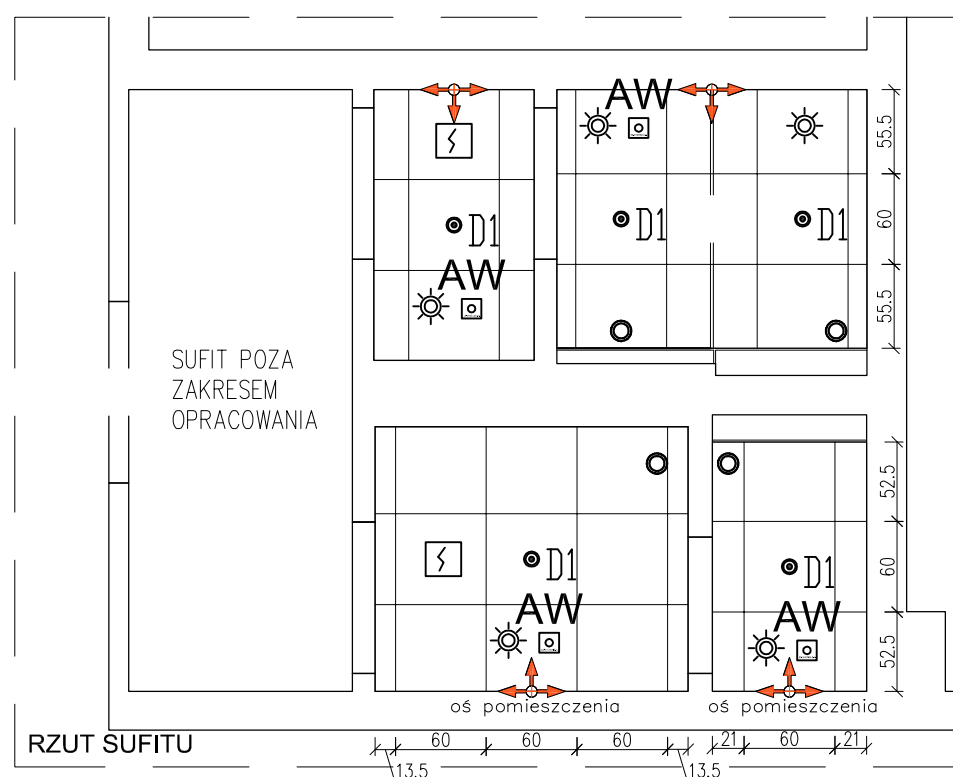 AW
55.5
D1
D1
D1
60
AW
55.5
SUFIT POZA
ZAKRESEM
OPRACOWANIA
52.5
D1
D1
60
AW
AW
52.5
oś pomieszczenia
oś pomieszczenia
RZUT SUFITU
60
60
60
21
60
21
13.5
13.5